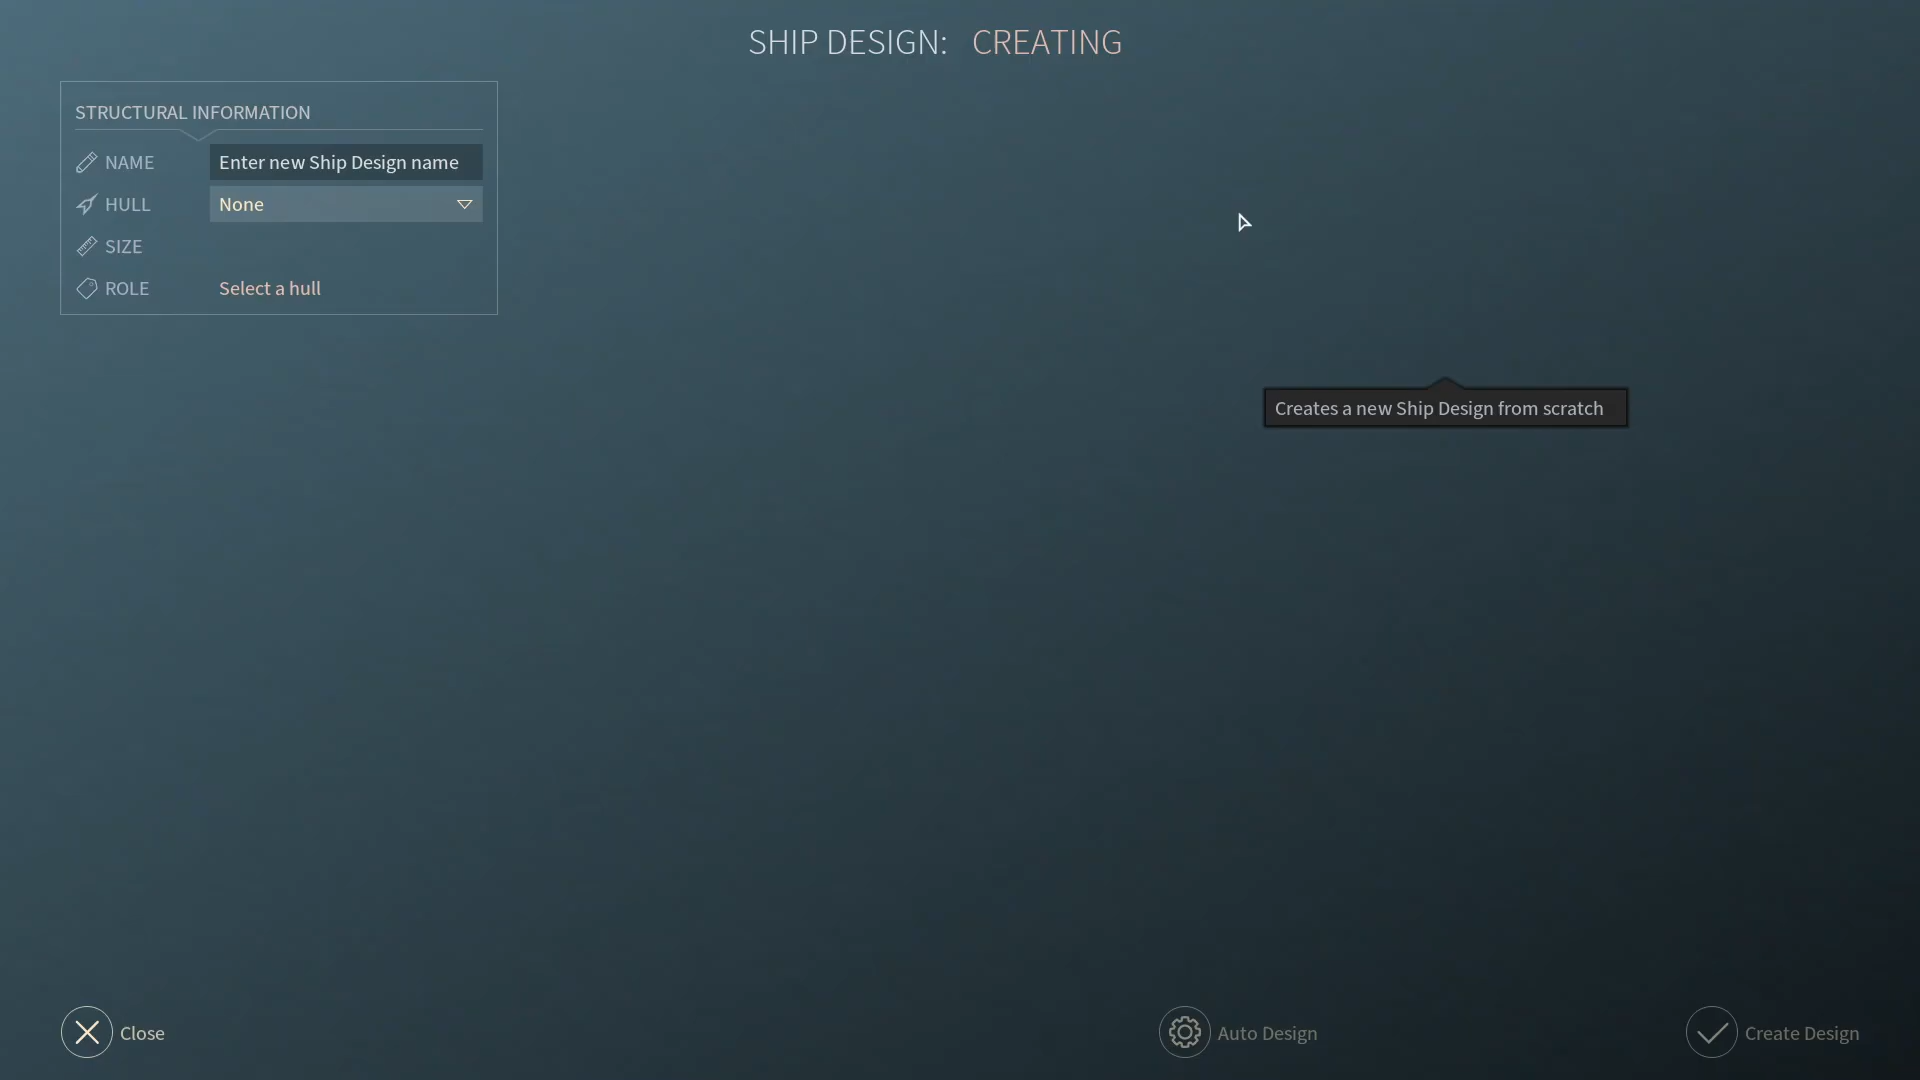 SHIP DESIGN: CREATING
STRUCTURAL INFORMATION
NAME Enter new Ship Design name
HULL None
SIZE
ROLE Select a hull
Creates a new Ship Design from scratch
Close Auto Design Create Design